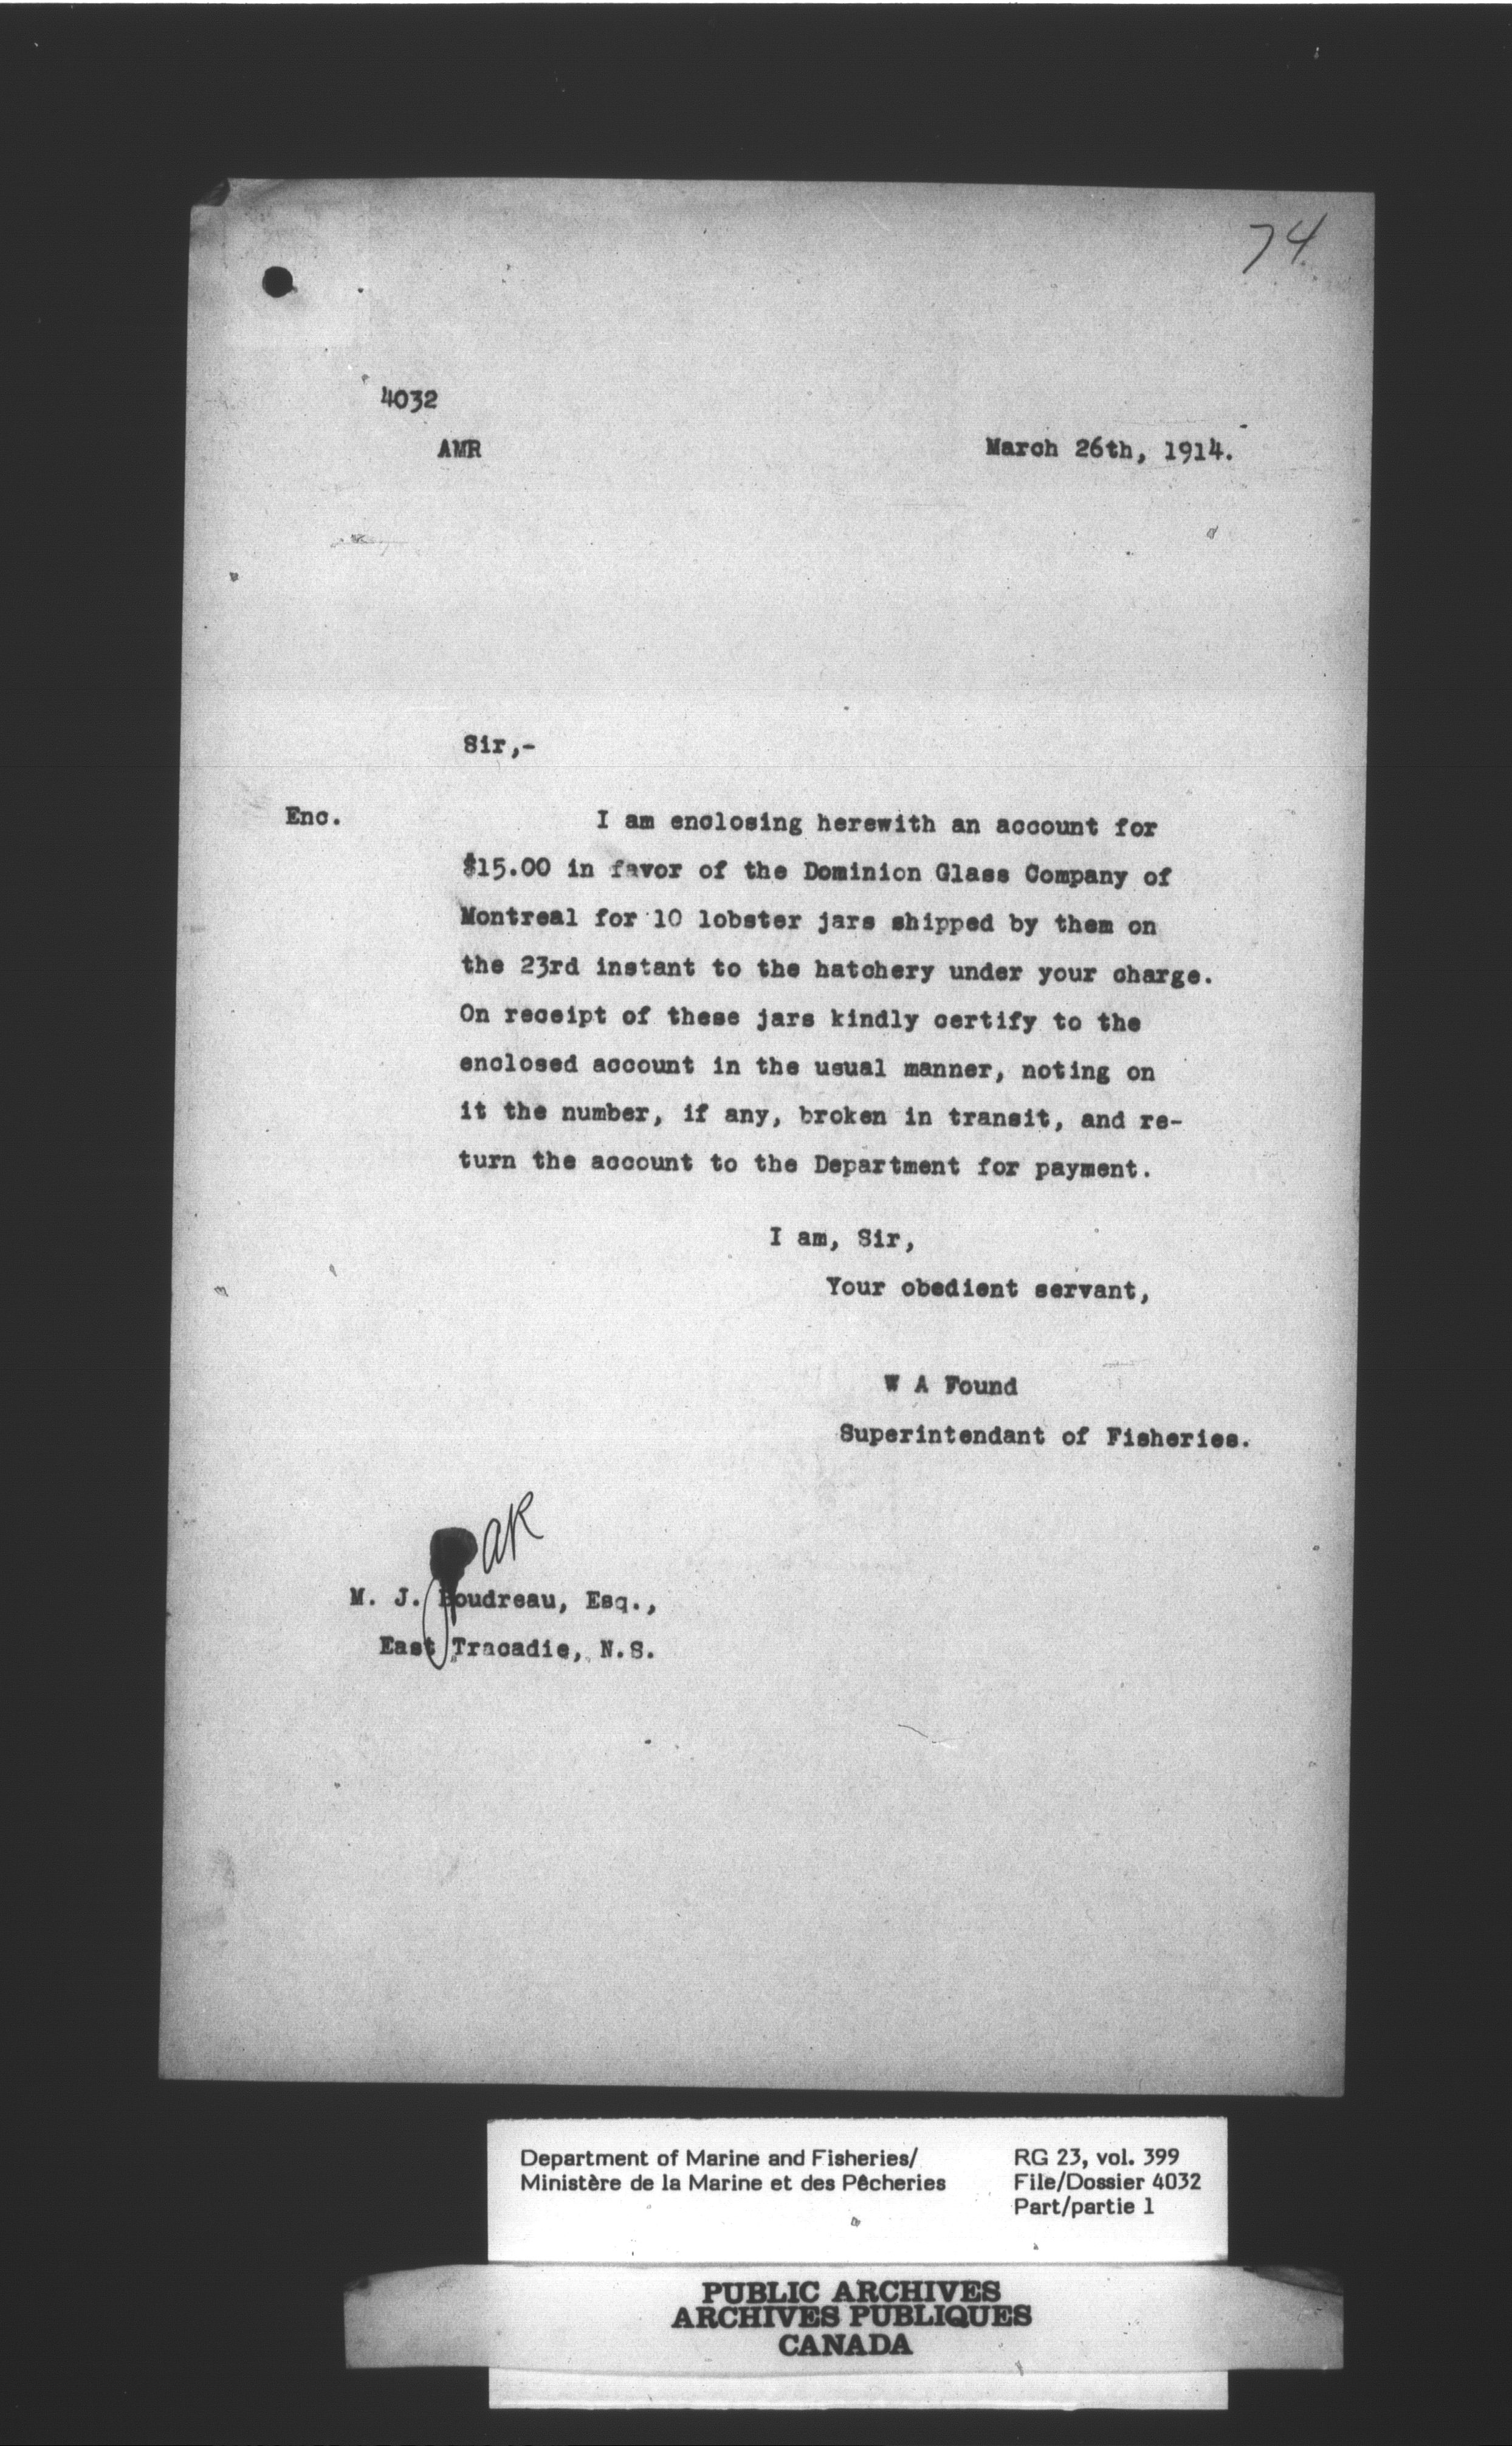 74
4032
AMR
March 26th, 1914.
Sir,-
Enc.
I am enclosing herewith an account for
$15.00 in favor of the Dominion Glass Company of
Montreal for 10 lobster jars shipped by them on
the 23rd instant to the hatchery under your charge.
On receipt of these jars kindly certify to the
enclosed account in the usual manner, noting on
it the number, if any, broken in transit, and re-
turn the account to the Department for payment.
I am, Sir,
Your obedient servant,
W A Found
Superintendant of Fisheries.
M. J. Boudreau, Esq.,
East Tracadie, N.S.
Department of Marine and Fisheries/
Ministère de la Marine et des Pêcheries
RG 23, vol. 399
File/Dossier 4032
Part/partie 1
PUBLIC ARCHIVES
ARCHIVES PUBLIQUES
CANADA